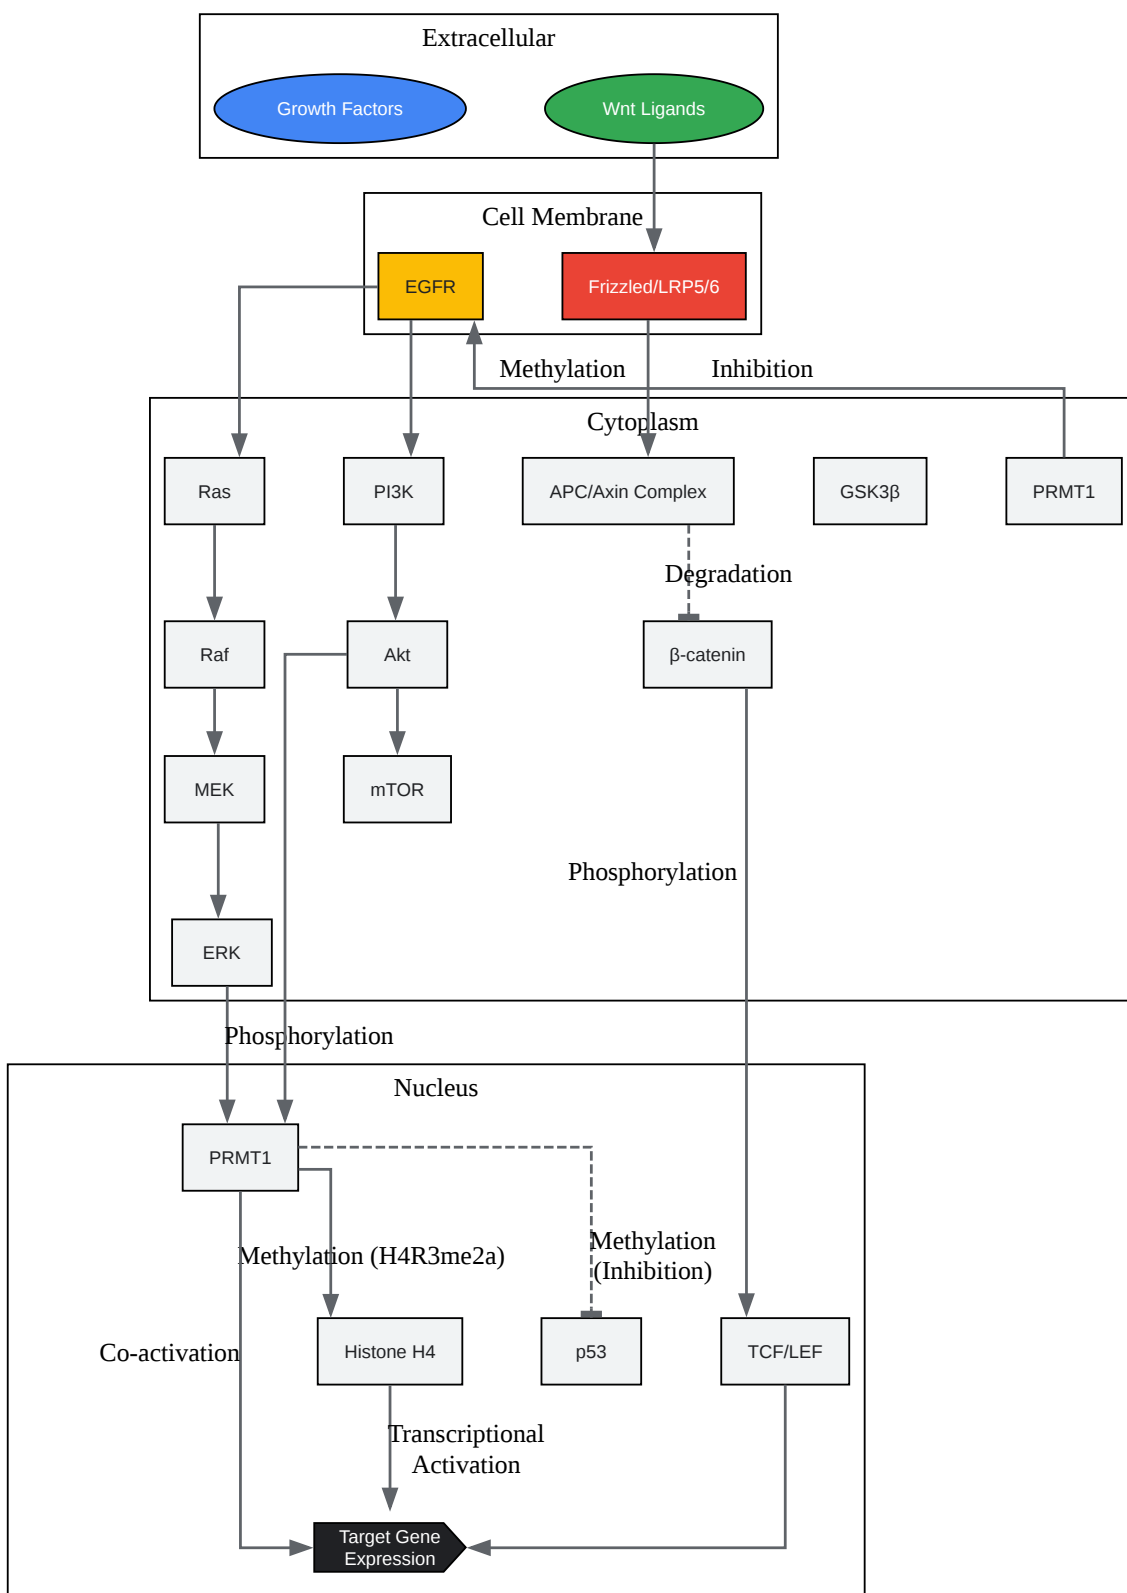 Extracellular
Growth Factors
Wnt Ligands
Cell Membrane
EGFR
Frizzled/LRP5/6
Methylation
Inhibition
Cytoplasm
Ras
PI3K
APC/Axin Complex
GSK3β
PRMT1
Degradation
Raf
Akt
β-catenin
MEK
mTOR
Phosphorylation
ERK
Phosphorylation
Nucleus
PRMT1
Methylation (H4R3me2a)
Methylation
(Inhibition)
Co-activation
Histone H4
p53
TCF/LEF
Transcriptional
Activation
Target Gene
Expression